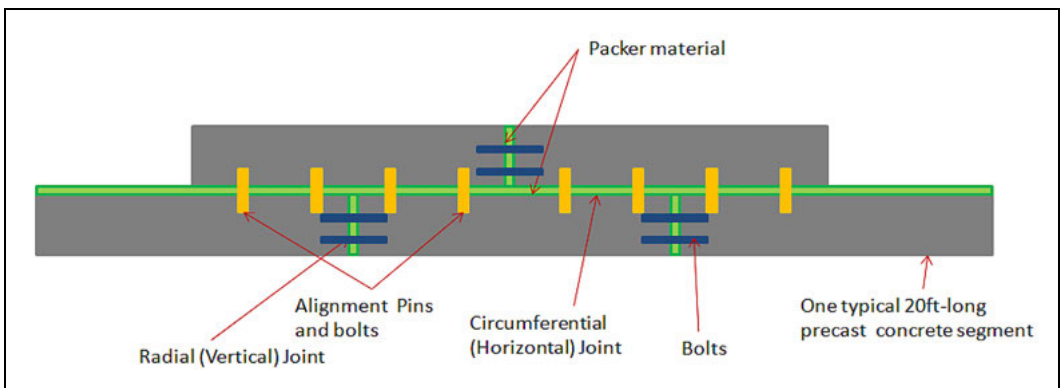 Packer material
Alignment Pins
and bolts
Radial (Vertical) Joint
Circumferential
(Horizontal) Joint
Bolts
One typical 20ft-long
precast concrete segment